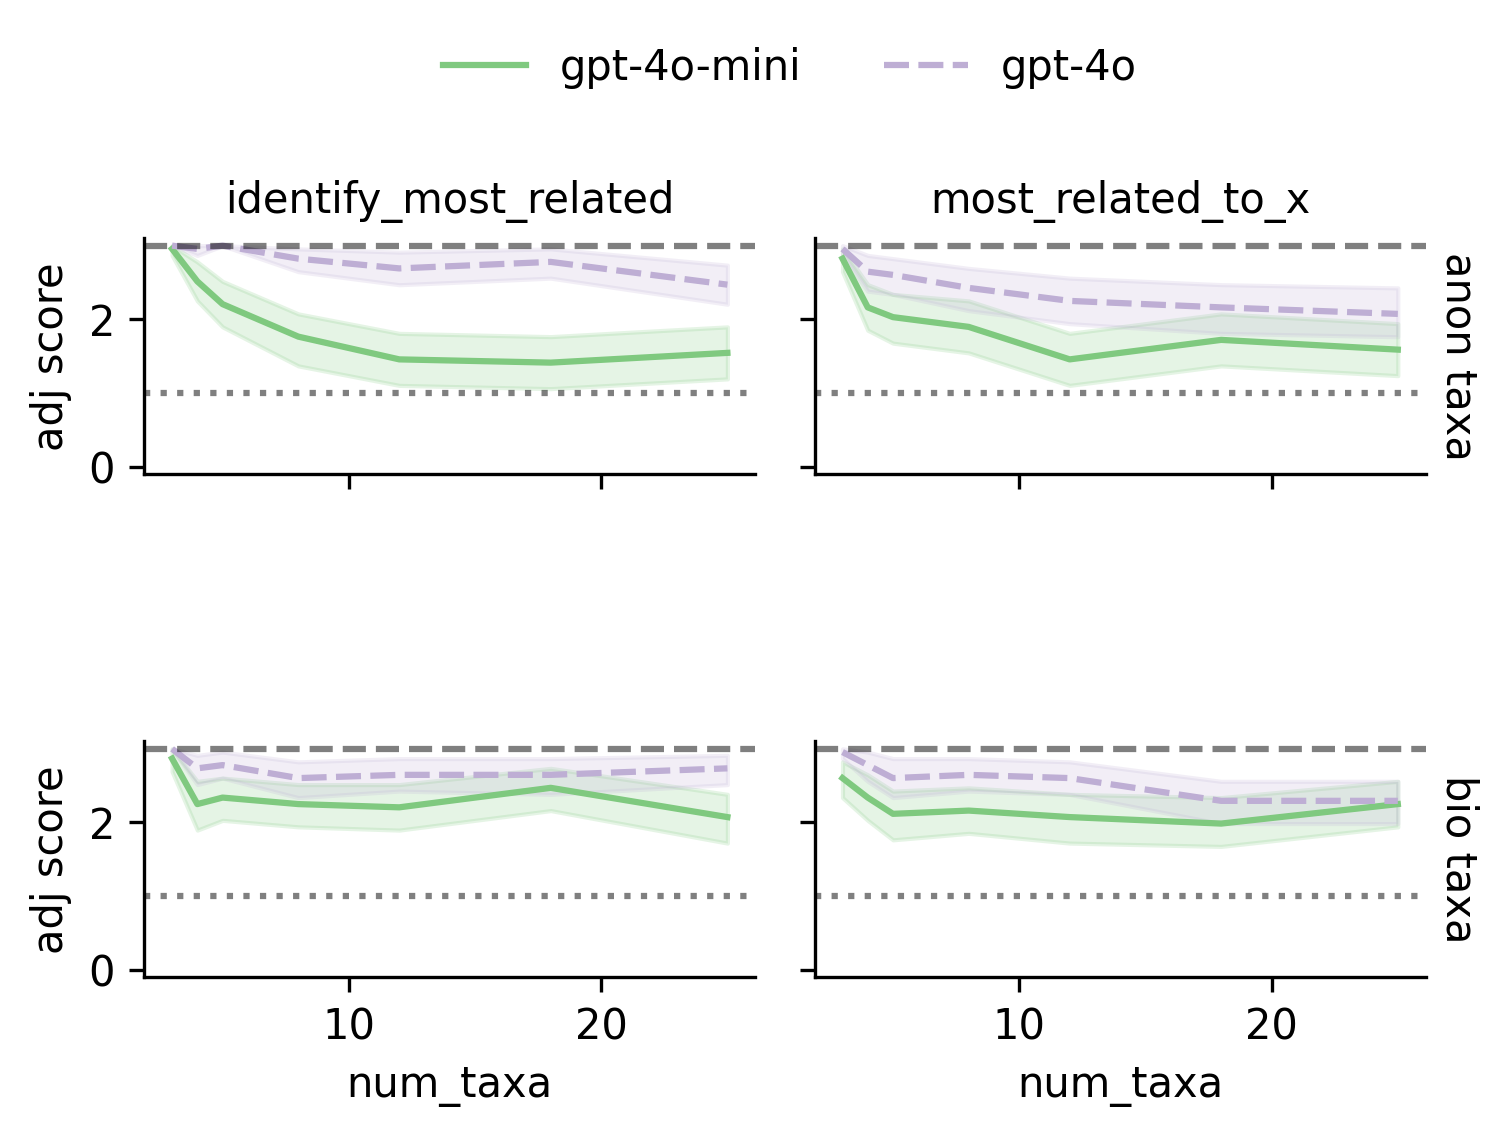 gpt-4o-mini gpt-4o
identify_most_related most_related_to_x
adj score
2
0
anon taxa
adj score
2
0
bio taxa
10 20 10 20
num_taxa num_taxa